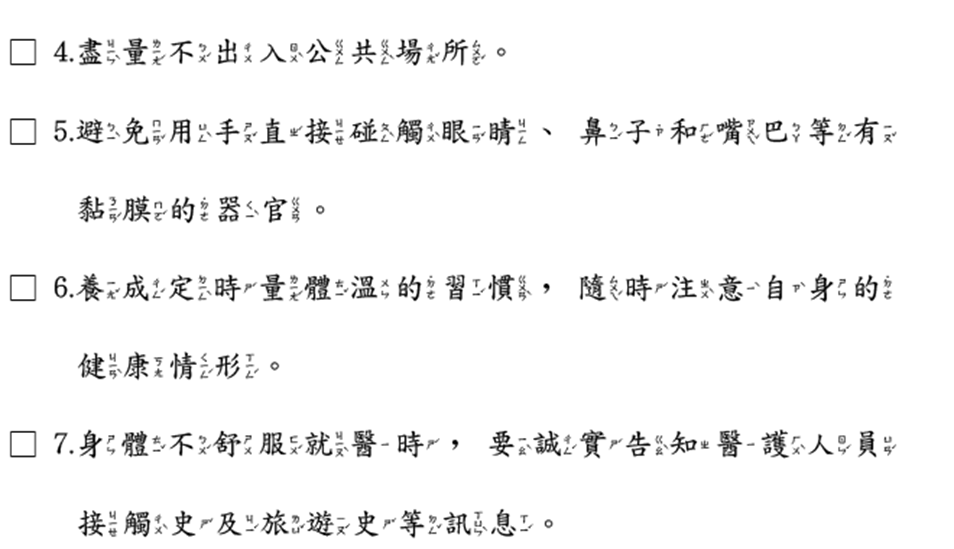 □ 4.盡量不出入公共場所。
□ 5.避免用手直接碰觸眼睛、鼻子和嘴巴等有
黏膜的器官。
□ 6.養成定時量體溫的習慣，隨時注意自身的
健康情形。
□ 7.身體不舒服就醫時，要誠實告知醫護人員
接觸史及旅遊史等訊息。